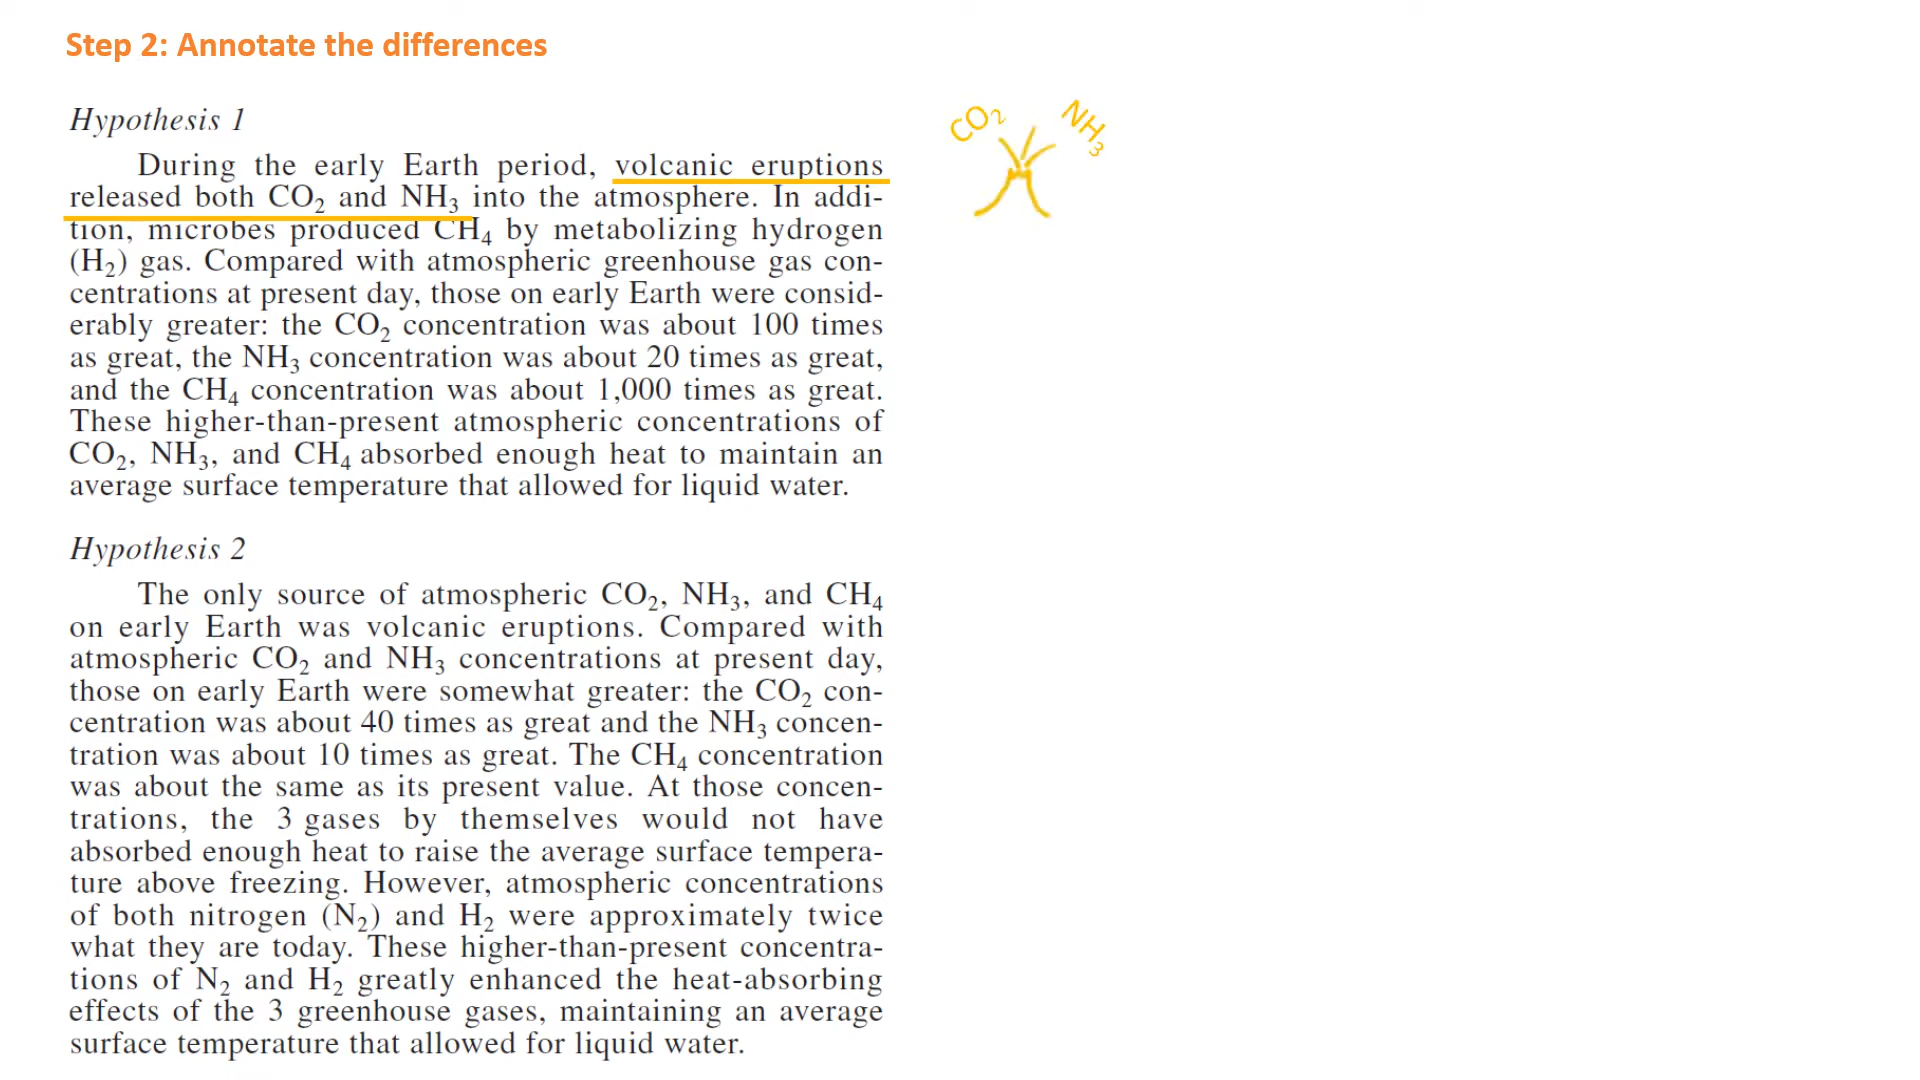 Step 2: Annotate the differences
CO2
NH3
Hypothesis 1
During the early Earth period, volcanic eruptions
released both CO₂ and NH₃ into the atmosphere. In addi-
tion, microbes produced CH₄ by metabolizing hydrogen
(H₂) gas. Compared with atmospheric greenhouse gas con-
centrations at present day, those on early Earth were consid-
erably greater: the CO₂ concentration was about 100 times
as great, the NH₃ concentration was about 20 times as great,
and the CH₄ concentration was about 1,000 times as great.
These higher-than-present atmospheric concentrations of
CO₂, NH₃, and CH₄ absorbed enough heat to maintain an
average surface temperature that allowed for liquid water.
Hypothesis 2
The only source of atmospheric CO₂, NH₃, and CH₄
on early Earth was volcanic eruptions. Compared with
atmospheric CO₂ and NH₃ concentrations at present day,
those on early Earth were somewhat greater: the CO₂ con-
centration was about 40 times as great and the NH₃ concen-
tration was about 10 times as great. The CH₄ concentration
was about the same as its present value. At those concen-
trations, the 3 gases by themselves would not have
absorbed enough heat to raise the average surface tempera-
ture above freezing. However, atmospheric concentrations
of both nitrogen (N₂) and H₂ were approximately twice
what they are today. These higher-than-present concentra-
tions of N₂ and H₂ greatly enhanced the heat-absorbing
effects of the 3 greenhouse gases, maintaining an average
surface temperature that allowed for liquid water.